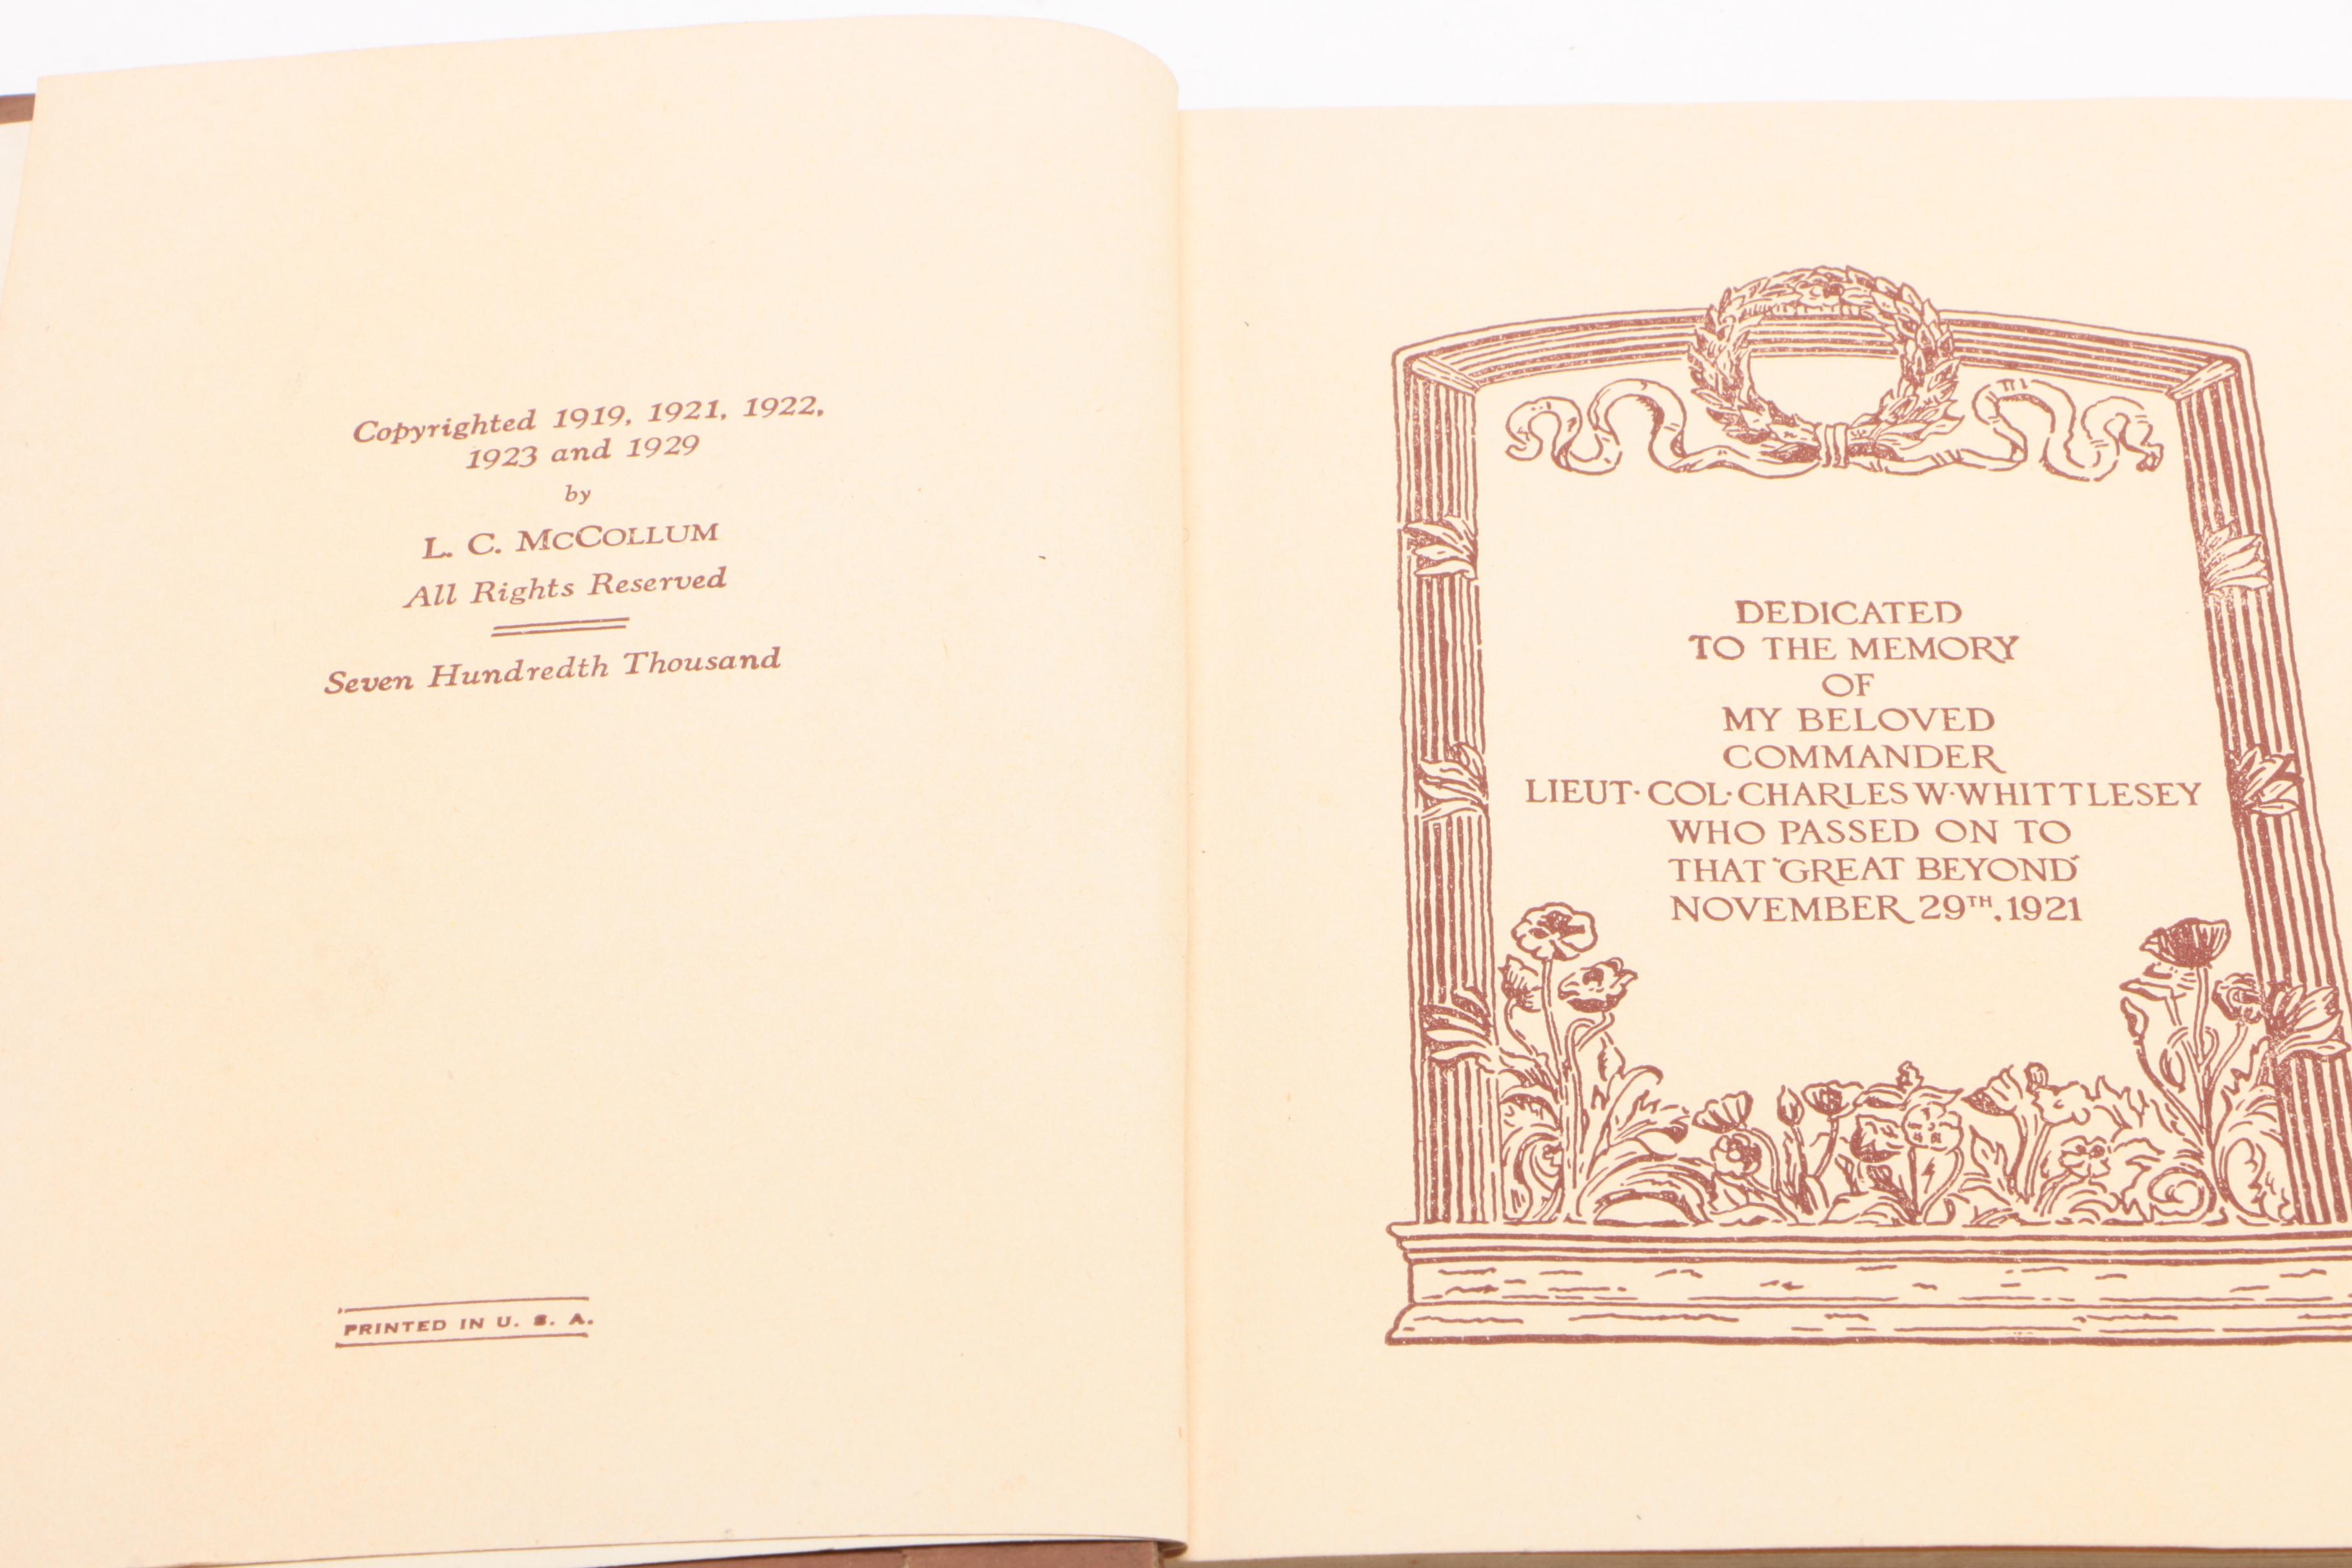 Copyrighted 1919, 1921, 1922,
1923 and 1929
by
L. C. McCOLLUM
All Rights Reserved
Seven Hundredth Thousand
PRINTED IN U. S. A.
DEDICATED
TO THE MEMORY
OF
MY BELOVED
COMMANDER
LIEUT· COL· CHARLES W· WHITTLESEY
WHO PASSED ON TO
THAT "GREAT BEYOND"
NOVEMBER 29TH, 1921